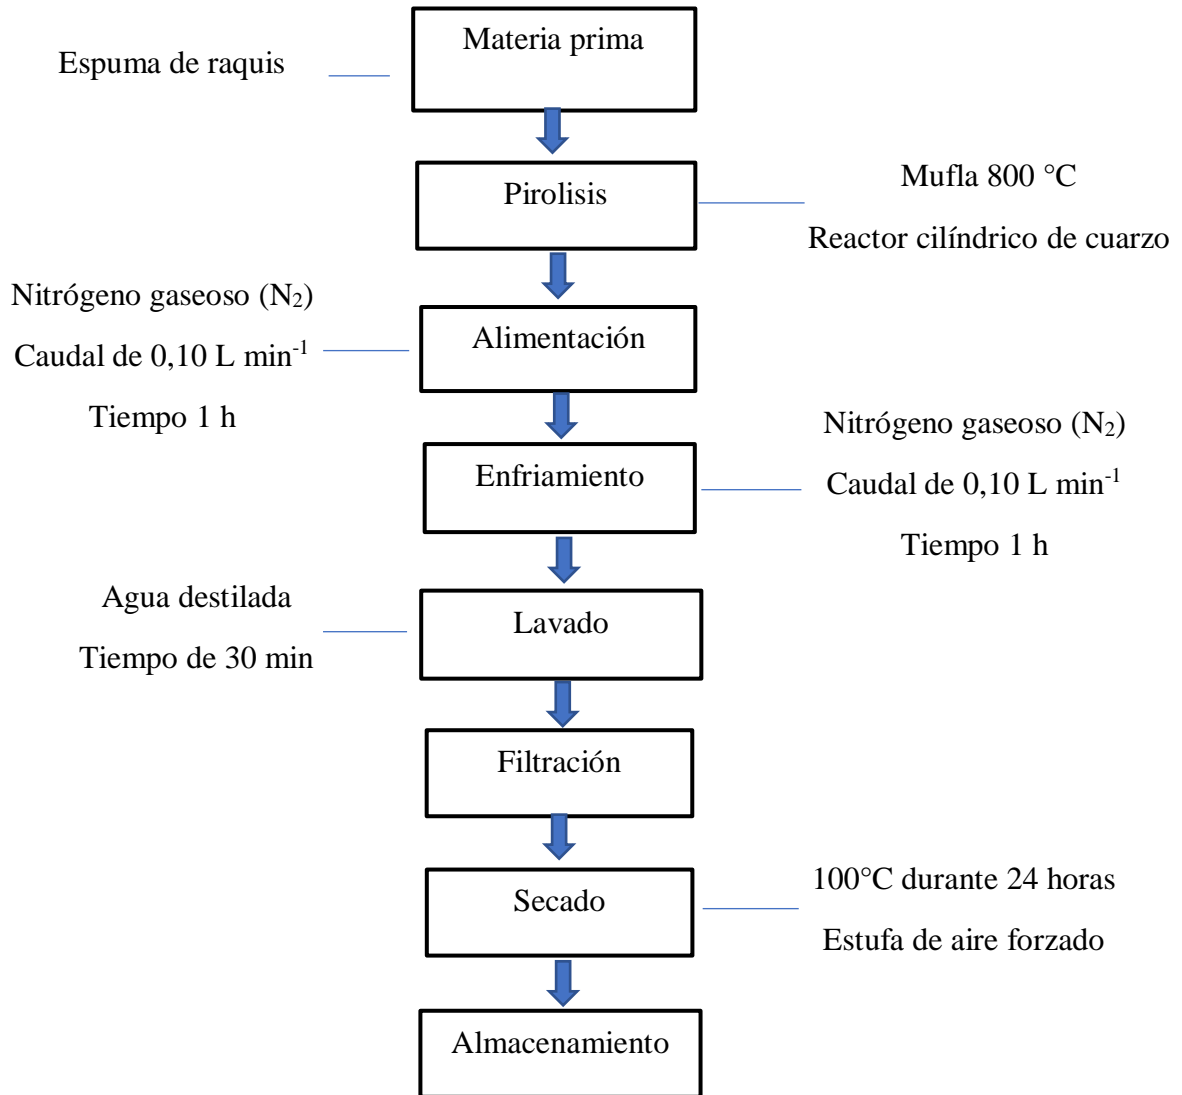 Materia prima
Espuma de raquis
Pirolisis
Mufla 800 °C
Reactor cilíndrico de cuarzo
Alimentación
Nitrógeno gaseoso (N₂)
Caudal de 0,10 L min⁻¹
Tiempo 1 h
Enfriamiento
Nitrógeno gaseoso (N₂)
Caudal de 0,10 L min⁻¹
Tiempo 1 h
Lavado
Agua destilada
Tiempo de 30 min
Filtración
Secado
100°C durante 24 horas
Estufa de aire forzado
Almacenamiento